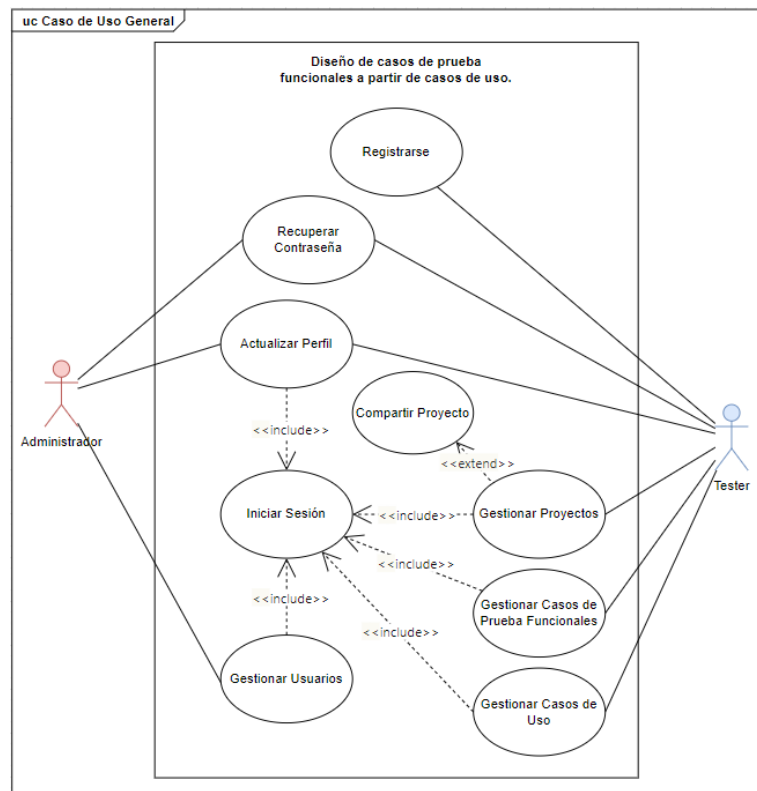 uc Caso de Uso General
Diseño de casos de prueba
funcionales a partir de casos de uso.
Registrarse
Recuperar
Contraseña
Actualizar Perfil
Compartir Proyecto
<<include>>
Administrador
<<extend>>
Tester
Iniciar Sesión
<<include>>
Gestionar Proyectos
<<include>>
<<include>>
Gestionar Casos de
Prueba Funcionales
<<include>>
Gestionar Usuarios
Gestionar Casos de
Uso